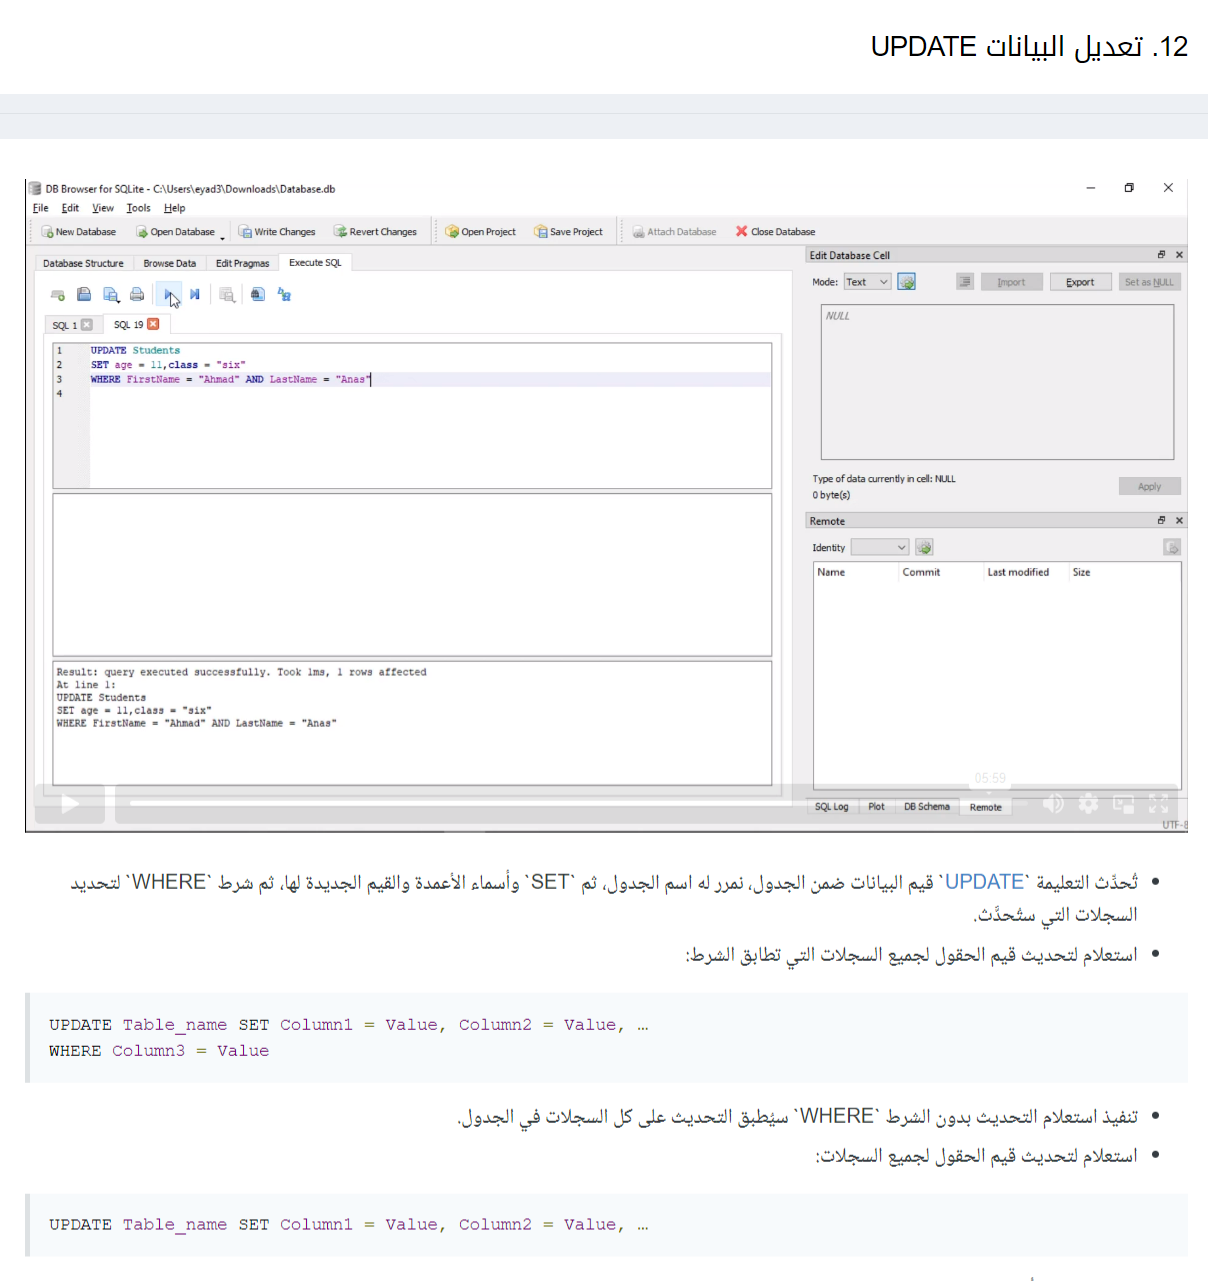 12. تعديل البيانات UPDATE
DB Browser for SQLite - C:\Users\eyad3\Downloads\Database.db
File Edit View Tools Help
New Database Open Database Write Changes Revert Changes Open Project Save Project Attach Database Close Database
Database Structure Browse Data Edit Pragmas Execute SQL
SQL 1 SQL 19
1 UPDATE Students
2 SET age = 11,class = "six"
3 WHERE FirstName = "Ahmad" AND LastName = "Anas"
4
Result: query executed successfully. Took 1ms, 1 rows affected
At line 1:
UPDATE Students
SET age = 11,class = "six"
WHERE FirstName = "Ahmad" AND LastName = "Anas"
Edit Database Cell
Mode: Text Import Export Set as NULL
NULL
Type of data currently in cell: NULL
0 byte(s)
Apply
Remote
Identity
Name Commit Last modified Size
05:59
SQL Log Plot DB Schema Remote
UTF-8
تُحدِّث التعليمة `UPDATE` قيم البيانات ضمن الجدول، نمرر له اسم الجدول، ثم `SET` وأسماء الأعمدة والقيم الجديدة لها، ثم شرط `WHERE` لتحديد
السجلات التي ستُحدَّث.
استعلام لتحديث قيم الحقول لجميع السجلات التي تطابق الشرط:
UPDATE Table_name SET Column1 = Value, Column2 = Value, …
WHERE Column3 = Value
تنفيذ استعلام التحديث بدون الشرط `WHERE` سيُطبق التحديث على كل السجلات في الجدول.
استعلام لتحديث قيم الحقول لجميع السجلات:
UPDATE Table_name SET Column1 = Value, Column2 = Value, …